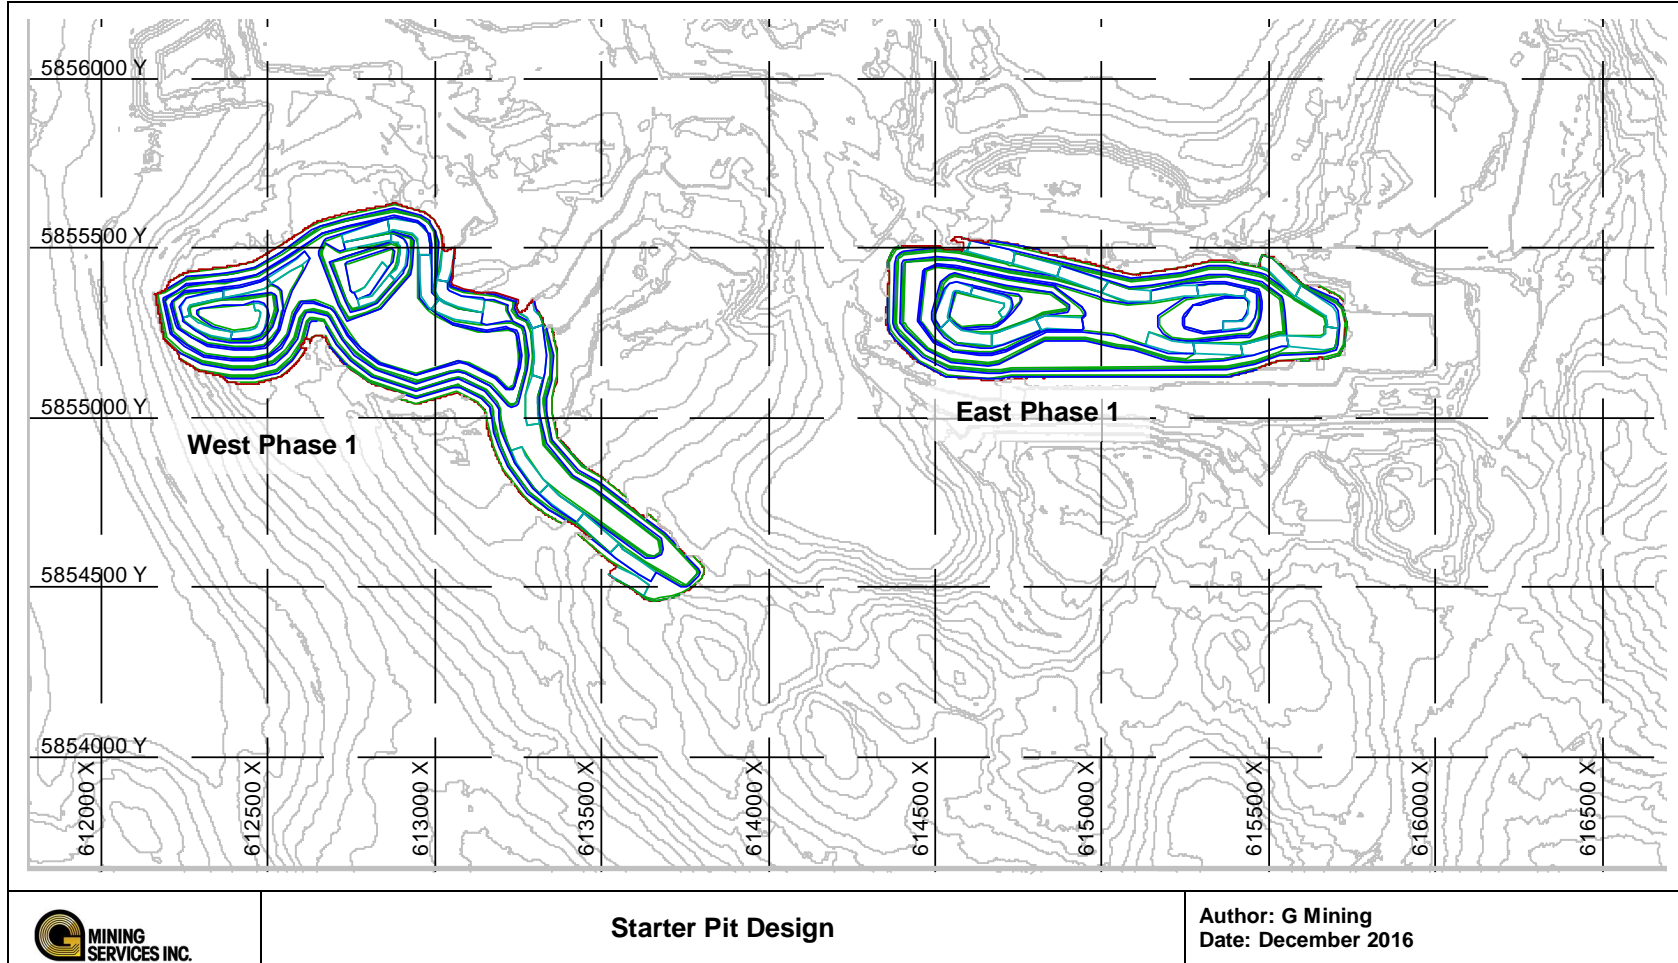 5856000 Y
5855500 Y
5855000 Y
5854500 Y
5854000 Y
West Phase 1
East Phase 1
612000 X
612500 X
613000 X
613500 X
614000 X
614500 X
615000 X
615500 X
616000 X
616500 X
G MINING
SERVICES INC.
Starter Pit Design
Author: G Mining
Date: December 2016